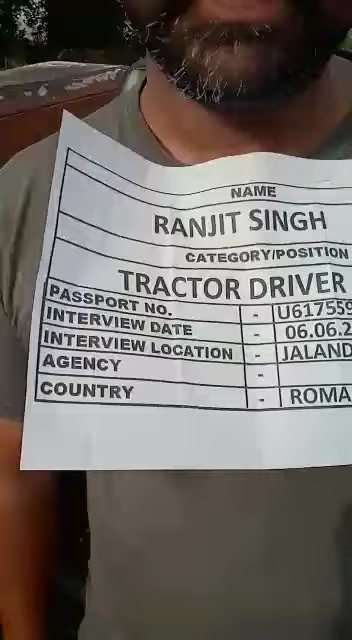 NAME
RANJIT SINGH
CATEGORY/POSITION
TRACTOR DRIVER
PASSPORT NO. - U617559
INTERVIEW DATE - 06.06.2
INTERVIEW LOCATION - JALAND
AGENCY -
COUNTRY - ROMA